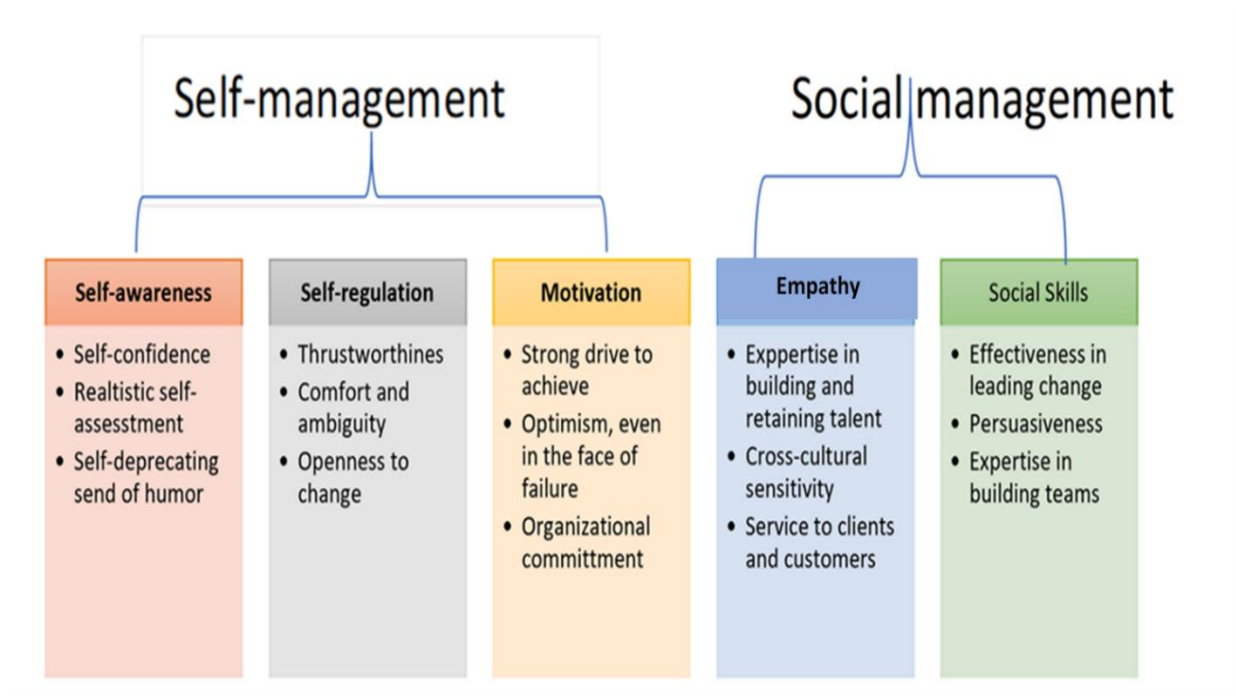 Self-management
Social management
Self-awareness
• Self-confidence
• Realtistic self-
assesstment
• Self-deprecating
send of humor
Self-regulation
• Thrustworthines
• Comfort and
ambiguity
• Openness to
change
Motivation
• Strong drive to
achieve
• Optimism, even
in the face of
failure
• Organizational
committment
Empathy
• Exppertise in
building and
retaining talent
• Cross-cultural
sensitivity
• Service to clients
and customers
Social Skills
• Effectiveness in
leading change
• Persuasiveness
• Expertise in
building teams